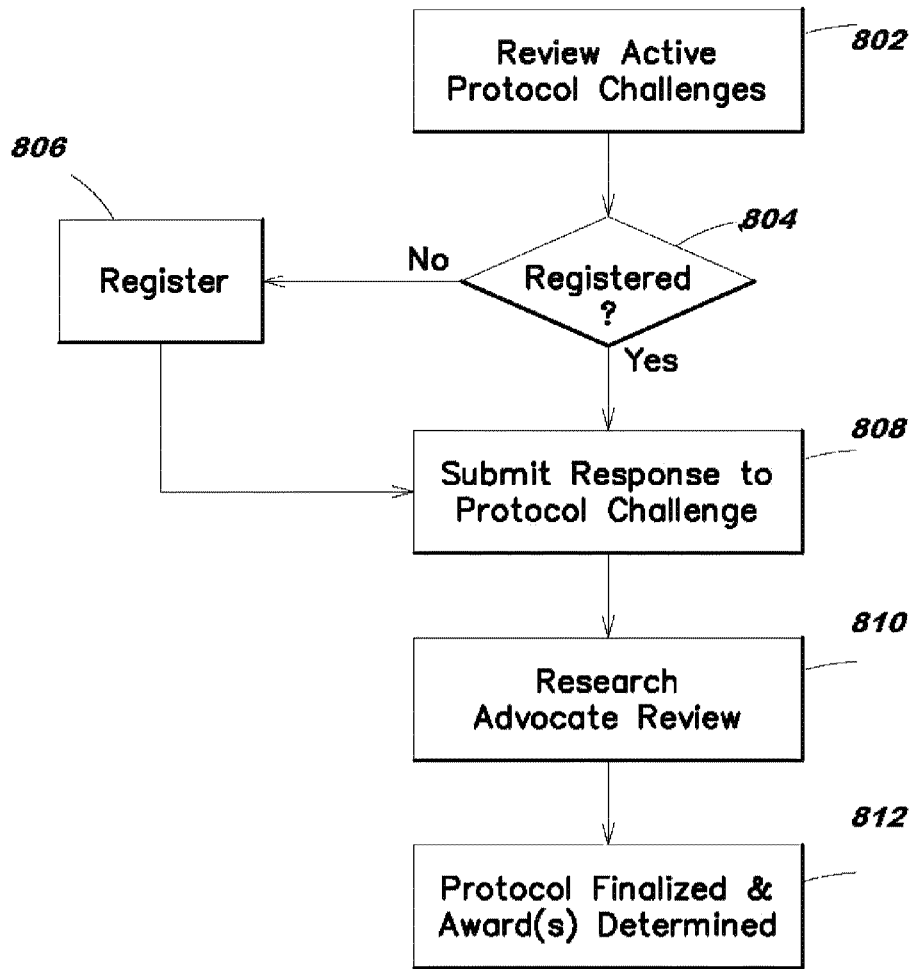 Review Active
Protocol Challenges
802
806
804
Register
No
Registered
?
Yes
808
Submit Response to
Protocol Challenge
810
Research
Advocate Review
812
Protocol Finalized &
Award(s) Determined